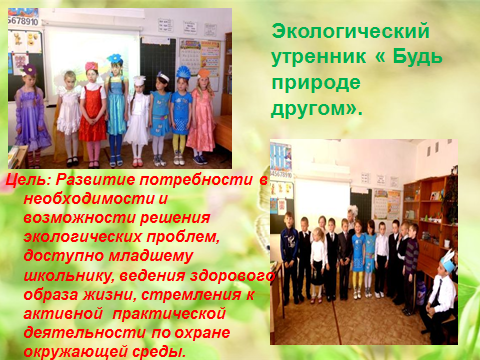 Экологический
утренник « Будь
природе
другом».
Цель: Развитие потребности в
необходимости и
возможности решения
экологических проблем,
доступно младшему
школьнику, ведения здорового
образа жизни, стремления к
активной практической
деятельности по охране
окружающей среды.